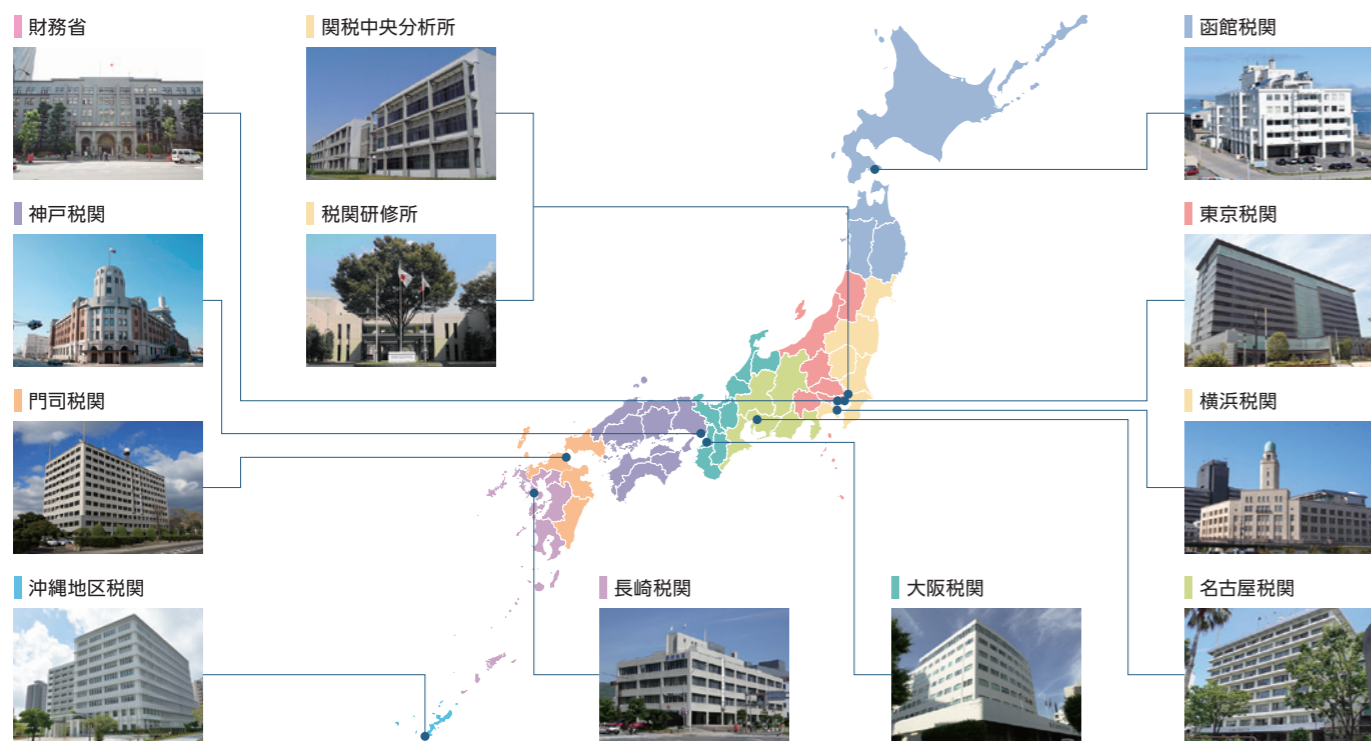 財務省
関税中央分析所
函館税関
神戸税関
税関研修所
東京税関
門司税関
横浜税関
沖縄地区税関
長崎税関
大阪税関
名古屋税関